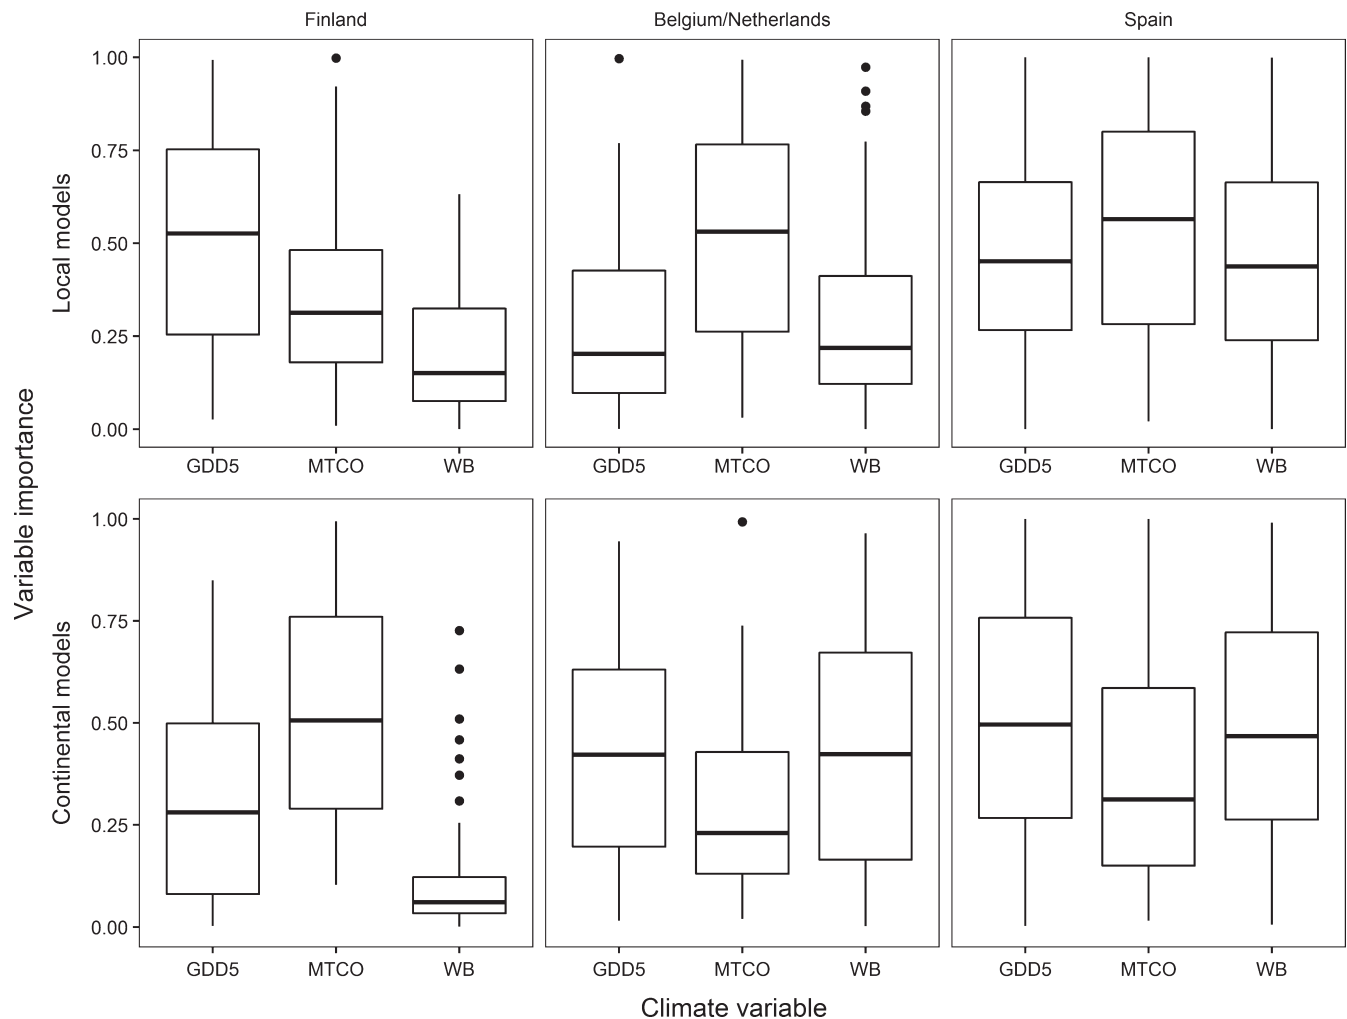 Finland Belgium/Netherlands Spain
Variable importance
Local models
1.00
0.75
0.50
0.25
0.00
GDD5 MTCO WB GDD5 MTCO WB GDD5 MTCO WB
Continental models
1.00
0.75
0.50
0.25
0.00
GDD5 MTCO WB GDD5 MTCO WB GDD5 MTCO WB
Climate variable